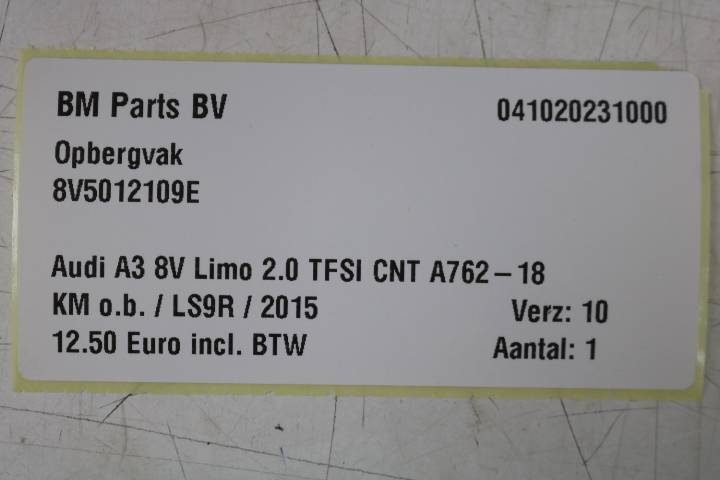 BM Parts BV 041020231000
Opbergvak
8V5012109E
Audi A3 8V Limo 2.0 TFSI CNT A762-18
KM o.b. / LS9R / 2015 Verz: 10
12.50 Euro incl. BTW Aantal: 1